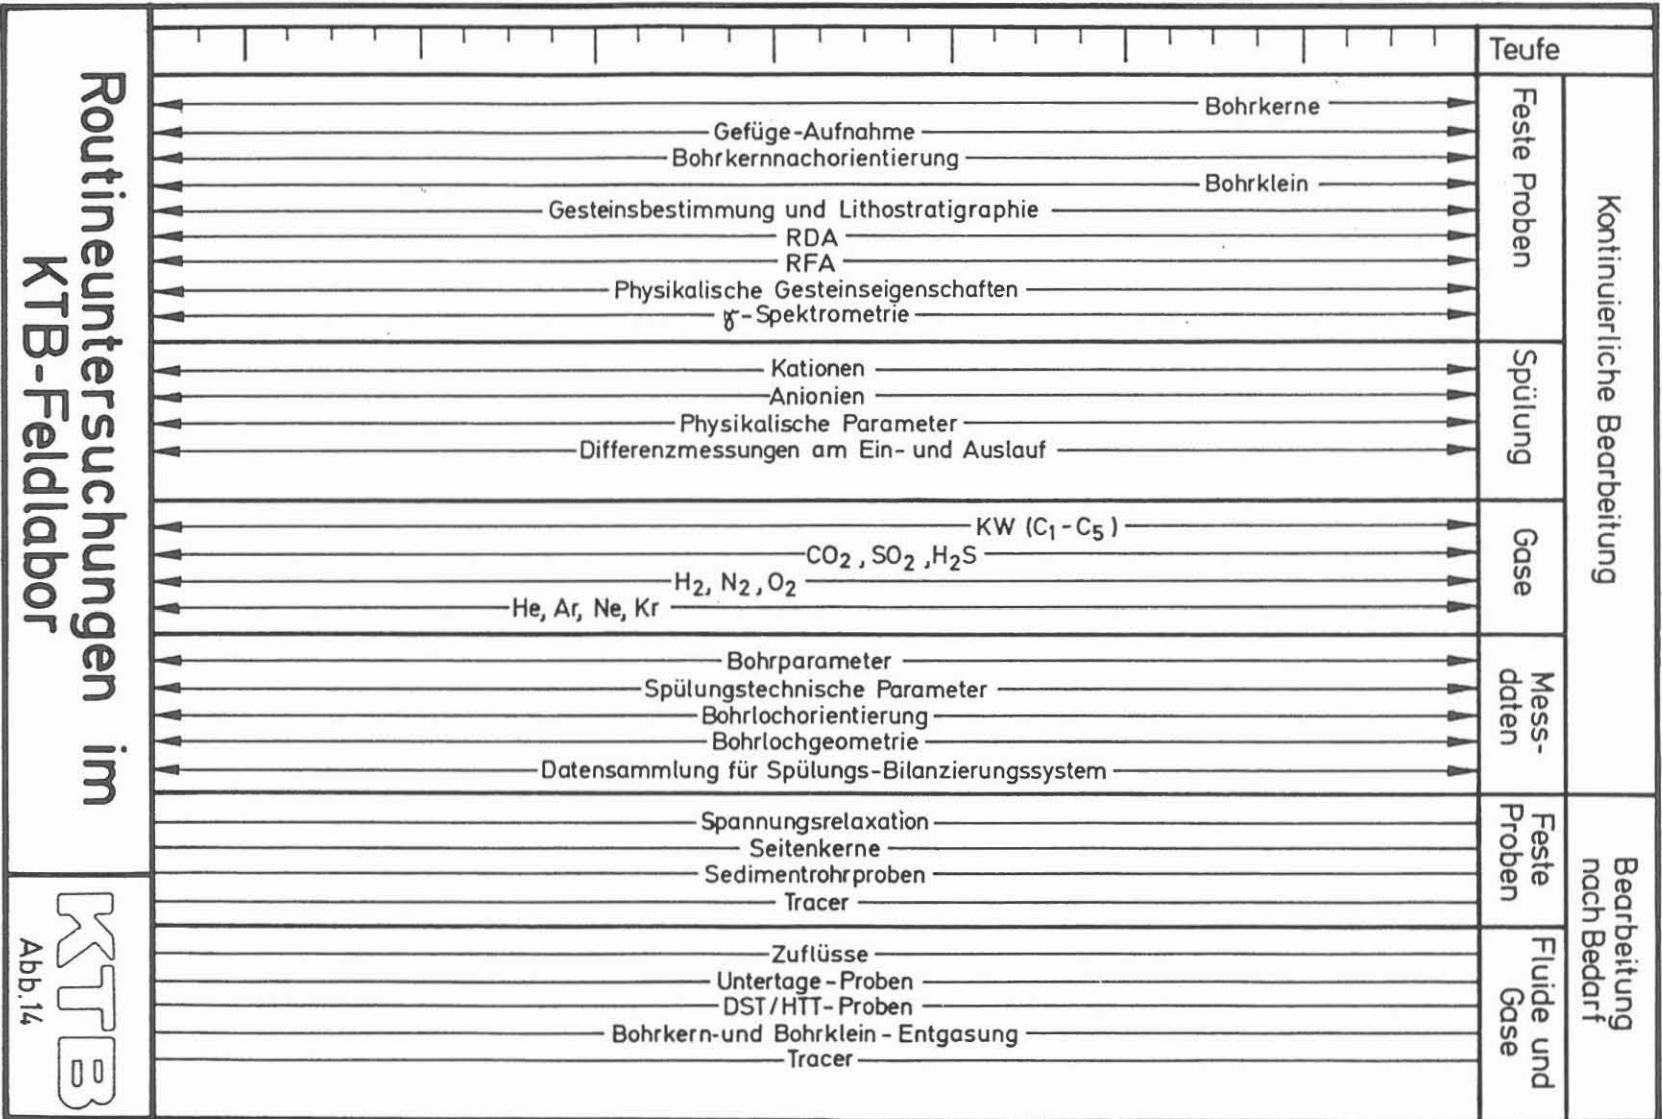 Teufe
Kontinuierliche Bearbeitung
Feste Proben
Bohrkerne
Gefüge-Aufnahme
Bohrkernnachorientierung
Bohrklein
Gesteinsbestimmung und Lithostratigraphie
RDA
RFA
Physikalische Gesteinseigenschaften
γ-Spektrometrie
Spülung
Kationen
Anionien
Physikalische Parameter
Differenzmessungen am Ein- und Auslauf
Gase
KW (C₁-C₅)
CO₂, SO₂, H₂S
H₂, N₂, O₂
He, Ar, Ne, Kr
Mess-
daten
Bohrparameter
Spülungstechnische Parameter
Bohrlochorientierung
Bohrlochgeometrie
Datensammlung für Spülungs-Bilanzierungssystem
Bearbeitung
nach Bedarf
Feste
Proben
Spannungsrelaxation
Seitenkerne
Sedimentrohrproben
Tracer
Fluide und
Gase
Zuflüsse
Untertage-Proben
DST/HTT-Proben
Bohrkern-und Bohrklein-Entgasung
Tracer
Routineuntersuchungen im
KTB-Feldlabor
KTB
Abb.14